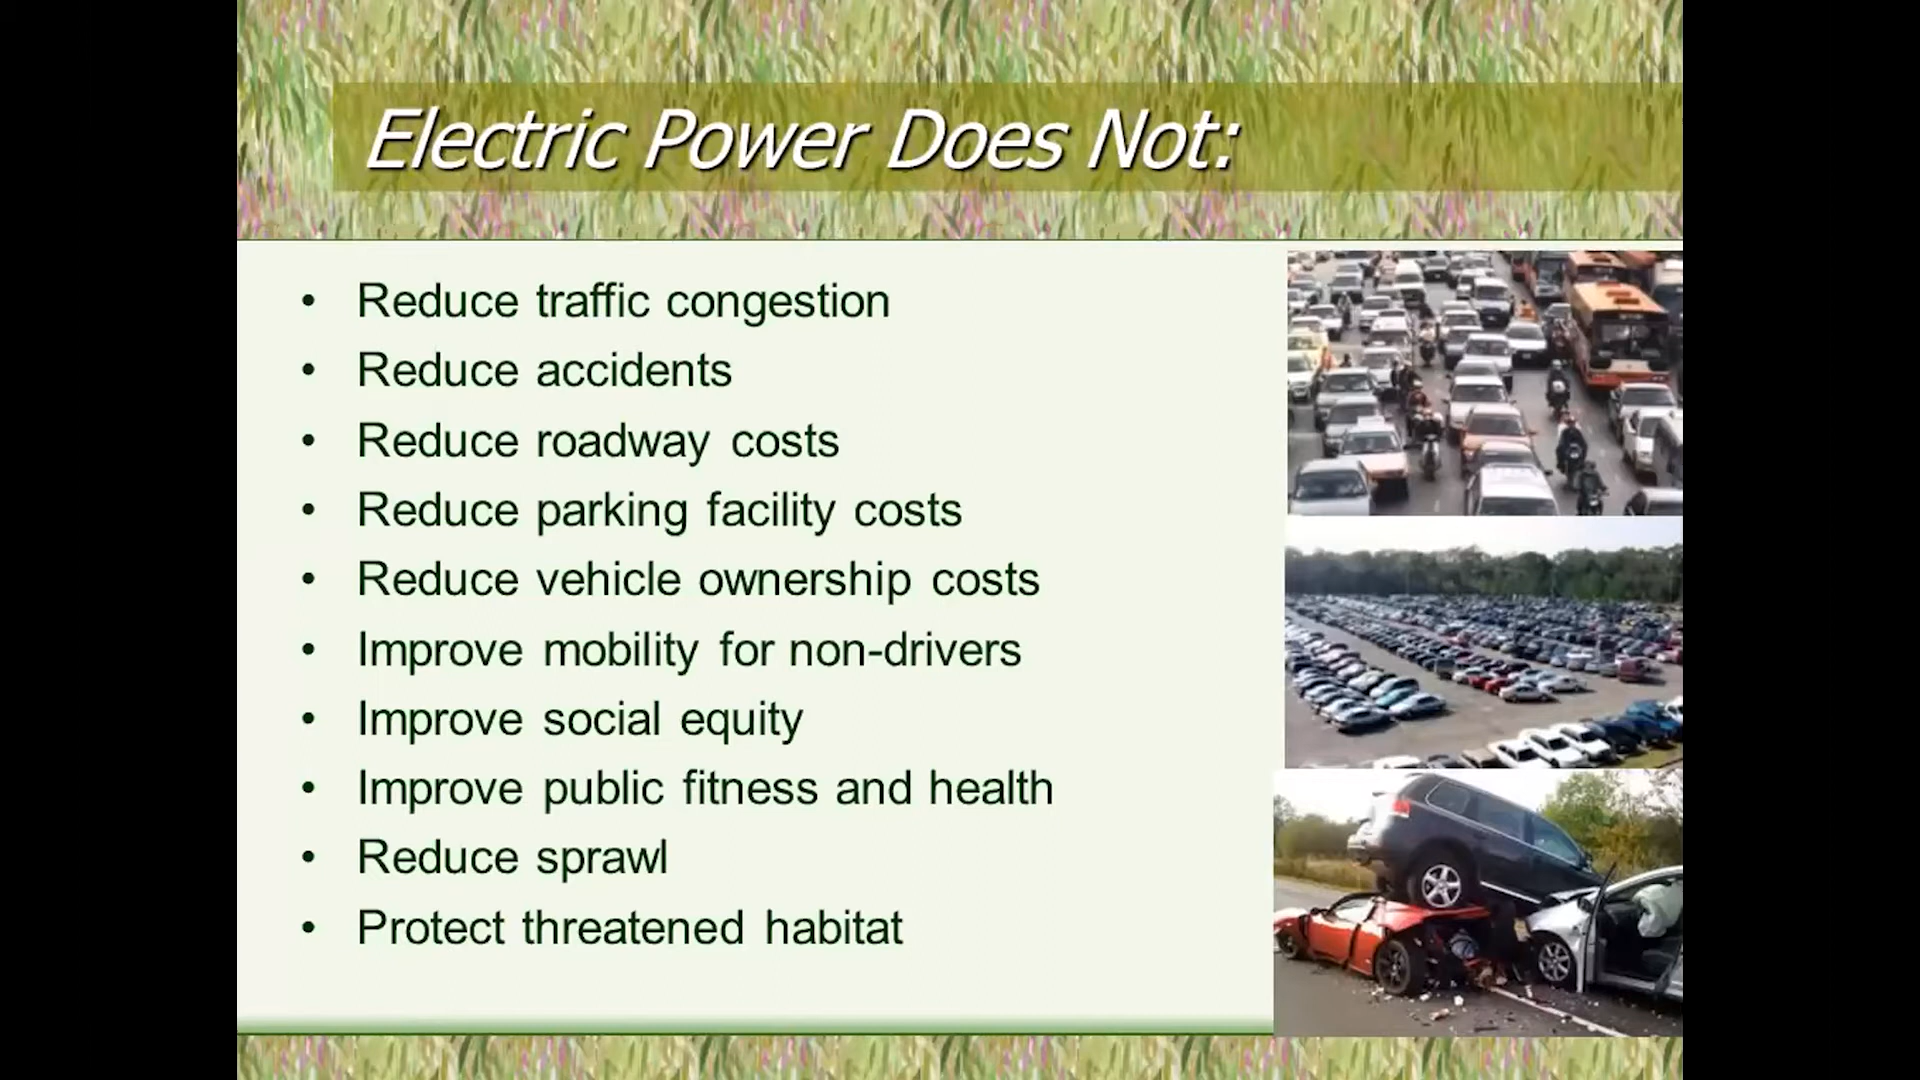 Electric Power Does Not:
• Reduce traffic congestion
• Reduce accidents
• Reduce roadway costs
• Reduce parking facility costs
• Reduce vehicle ownership costs
• Improve mobility for non-drivers
• Improve social equity
• Improve public fitness and health
• Reduce sprawl
• Protect threatened habitat